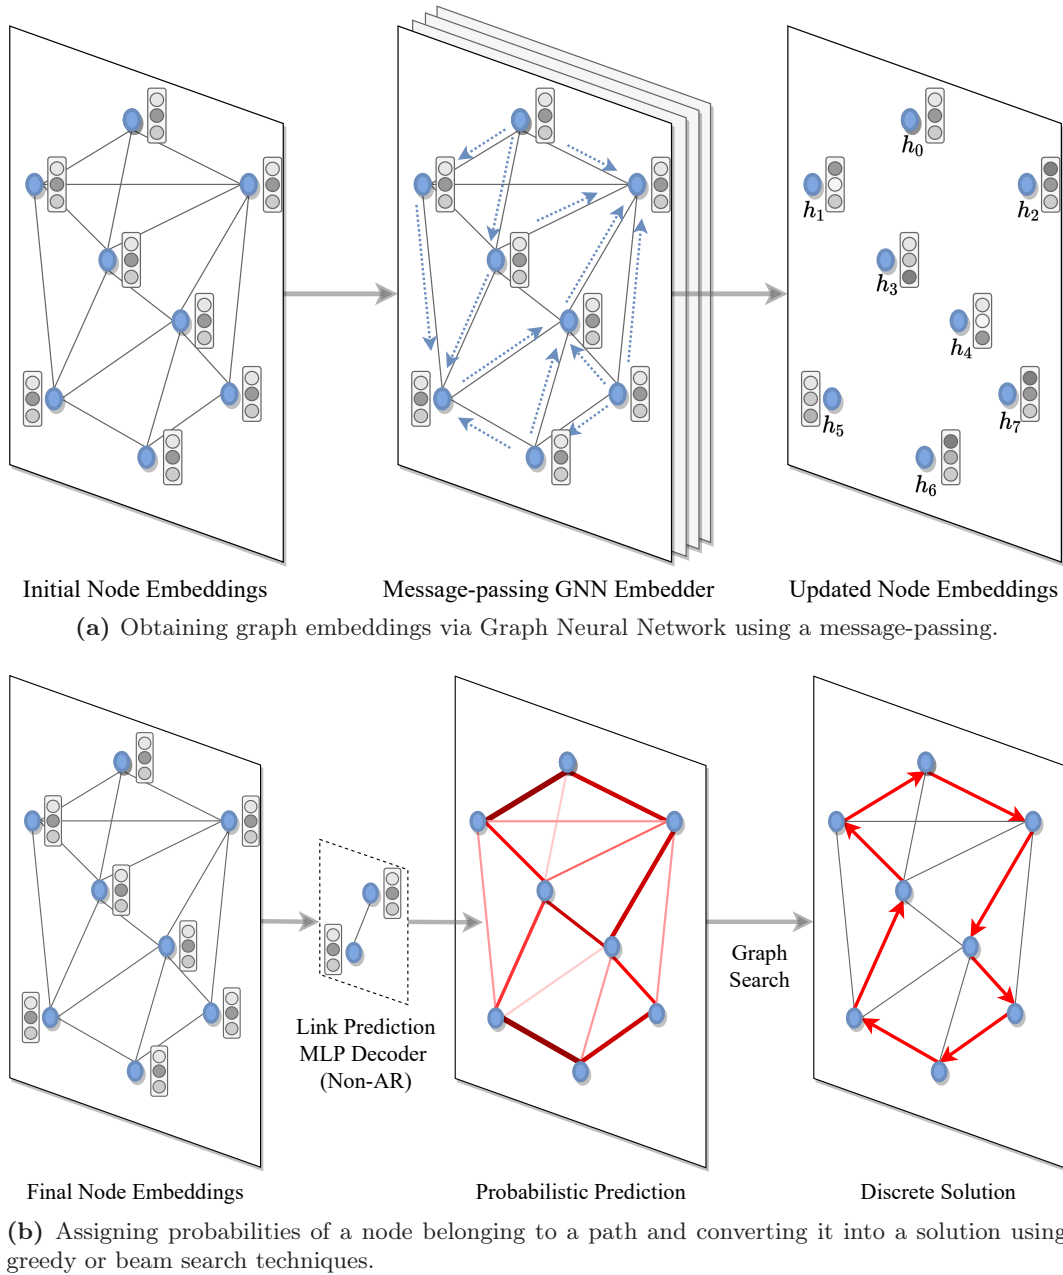 h0
h1
h2
h3
h4
h5
h7
h6
Initial Node Embeddings
Message-passing GNN Embedder
Updated Node Embeddings
(a) Obtaining graph embeddings via Graph Neural Network using a message-passing.
Link Prediction
MLP Decoder
(Non-AR)
Graph
Search
Final Node Embeddings
Probabilistic Prediction
Discrete Solution
(b) Assigning probabilities of a node belonging to a path and converting it into a solution using
greedy or beam search techniques.